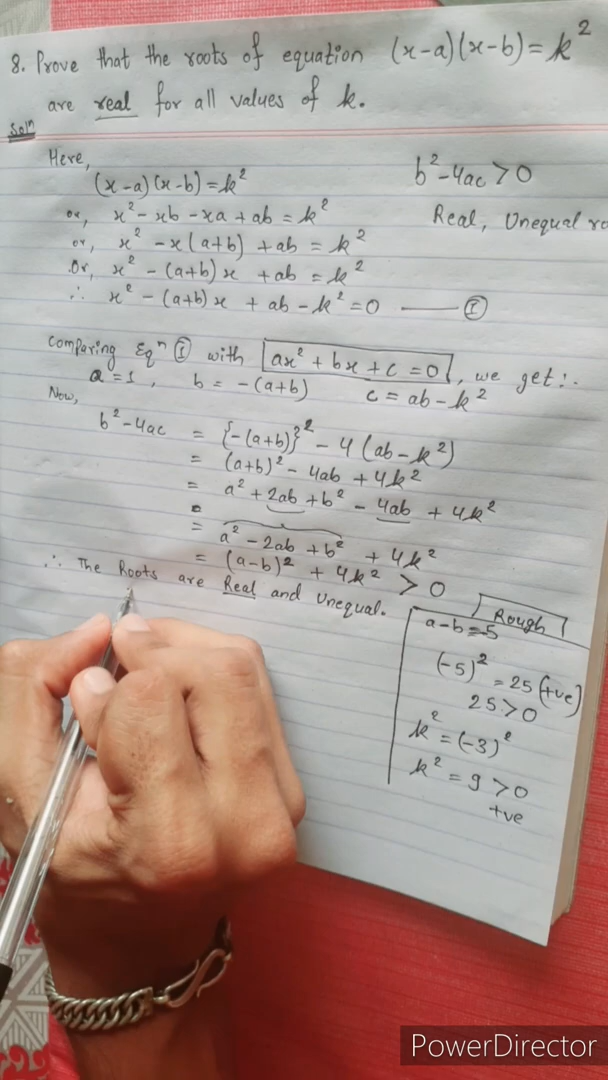 8. Prove that the roots of equation (x-a)(x-b)=k²
are real for all values of k.
Soln
Here,
(x-a)(x-b)=k²
or, x²-xb-xa+ab=k²
or, x²-x(a+b)+ab=k²
Or, x²-(a+b)x+ab=k²
∴ x²-(a+b)x+ab-k²=0 —— (I)
b²-4ac>0
Real, Unequal ro
Comparing Eqn (I) with ax²+bx+c=0, we get:-
a=1, b=-(a+b) c=ab-k²
Now,
b²-4ac = {-(a+b)}²-4(ab-k²)
= (a+b)²-4ab+4k²
= a²+2ab+b²-4ab+4k²
= a²-2ab+b²+4k²
= (a-b)²+4k²>0
∴ The Roots are Real and Unequal.
Rough
a-b=5
(-5)²=25(+ve)
25>0
k²=(-3)²
k²=9>0
+ve
PowerDirector